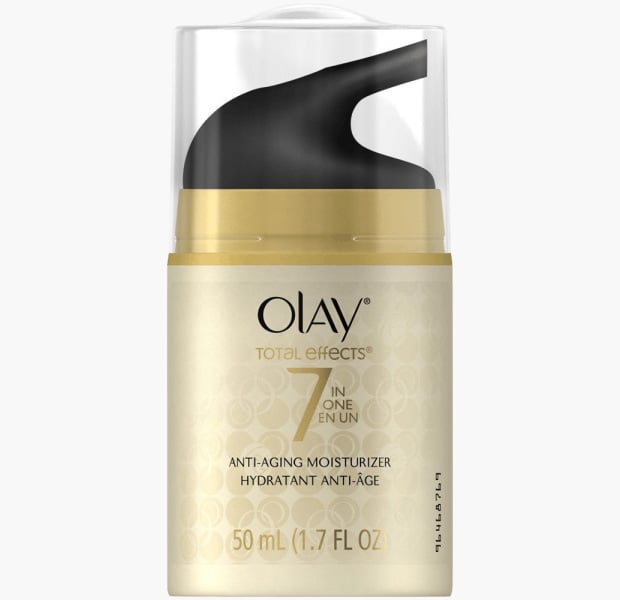 OLAY®
TOTAL effects®
7 IN
ONE
EN UN
ANTI-AGING MOISTURIZER
HYDRATANT ANTI-ÂGE
50 mL (1.7 FL OZ)
96468769